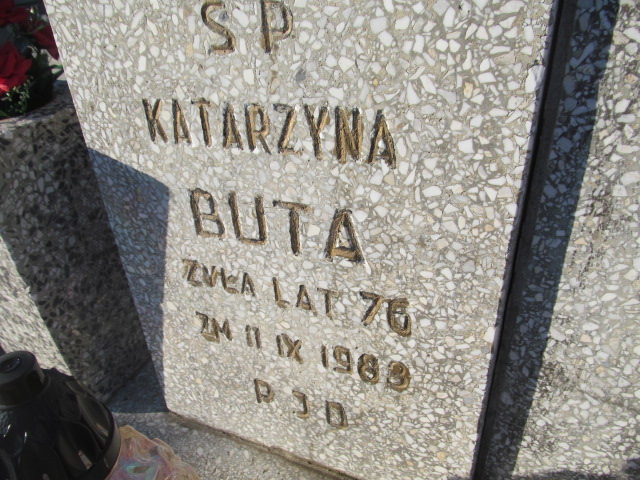 SP
KATARZYNA
BUTA
ŻYŁA LAT 76
ZM 11 IX 1983
P J D